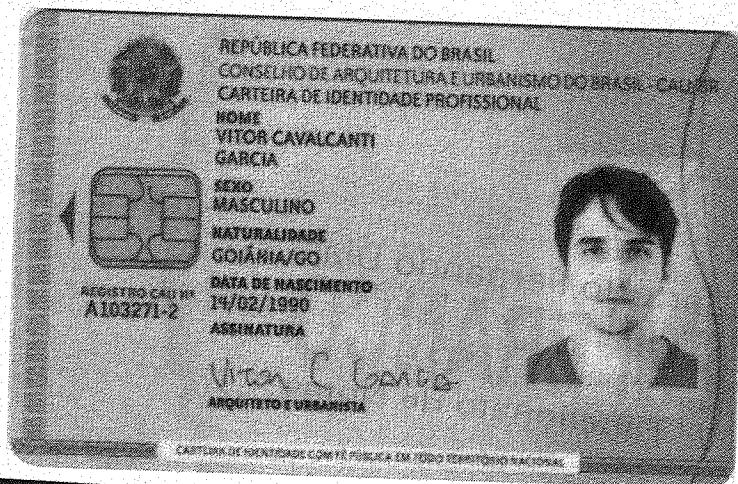 REPÚBLICA FEDERATIVA DO BRASIL
CONSELHO DE ARQUITETURA E URBANISMO DO BRASIL - CAU/BR
CARTEIRA DE IDENTIDADE PROFISSIONAL
NOME
VITOR CAVALCANTI
GARCIA
SEXO
MASCULINO
NATURALIDADE
GOIÂNIA/GO
DATA DE NASCIMENTO
14/02/1990
REGISTRO CAU Nº
A103271-2
ASSINATURA
Vitor C Garcia
ARQUITETO E URBANISTA
CARTEIRA DE IDENTIDADE COM FÉ PÚBLICA EM TODO TERRITÓRIO NACIONAL